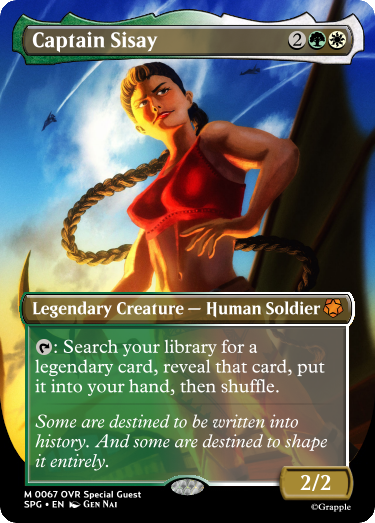 Captain Sisay 2
Legendary Creature — Human Soldier
: Search your library for a
legendary card, reveal that card, put
it into your hand, then shuffle.
Some are destined to be written into
history. And some are destined to shape
it entirely.
2/2
M 0067 OVR Special Guest
SPG • EN Gen Nai
©Grapple